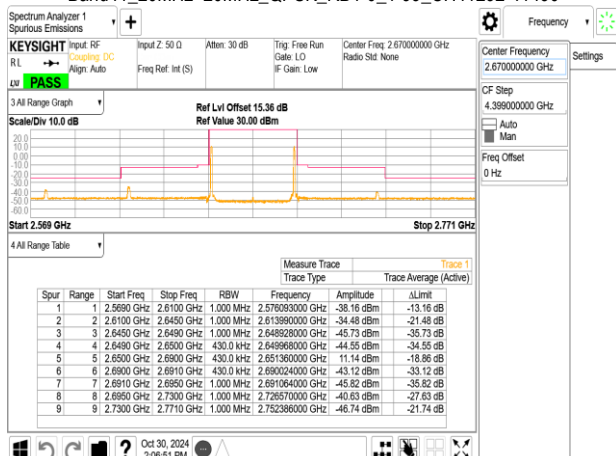 Spectrum Analyzer 1
Spurious Emissions
Frequency
KEYSIGHT Input: RF
Coupling: DC
Align: Auto
Input Z: 50 Ω
Freq Ref: Int (S)
Atten: 30 dB
Trig: Free Run
Gate: LO
IF Gain: Low
Center Freq: 2.670000000 GHz
Radio Std: None
RL
LXI PASS
Center Frequency
2.670000000 GHz
Settings
CF Step
4.399000000 GHz
Auto
Man
Freq Offset
0 Hz
3 All Range Graph
Scale/Div 10.0 dB
Ref Lvl Offset 15.36 dB
Ref Value 30.00 dBm
20.0
10.0
0.00
-10.0
-20.0
-30.0
-40.0
-50.0
-60.0
Start 2.569 GHz
Stop 2.771 GHz
4 All Range Table
Measure Trace Trace 1
Trace Type Trace Average (Active)
Spur Range Start Freq Stop Freq RBW Frequency Amplitude ΔLimit
1 1 2.5690 GHz 2.6100 GHz 1.000 MHz 2.576093000 GHz -38.16 dBm -13.16 dB
2 2 2.6100 GHz 2.6450 GHz 1.000 MHz 2.613990000 GHz -34.48 dBm -21.48 dB
3 3 2.6450 GHz 2.6490 GHz 1.000 MHz 2.648928000 GHz -45.73 dBm -35.73 dB
4 4 2.6490 GHz 2.6500 GHz 430.0 kHz 2.649968000 GHz -44.55 dBm -34.55 dB
5 5 2.6500 GHz 2.6900 GHz 430.0 kHz 2.651360000 GHz 11.14 dBm -18.86 dB
6 6 2.6900 GHz 2.6910 GHz 430.0 kHz 2.690024000 GHz -43.12 dBm -33.12 dB
7 7 2.6910 GHz 2.6950 GHz 1.000 MHz 2.691064000 GHz -45.82 dBm -35.82 dB
8 8 2.6950 GHz 2.7300 GHz 1.000 MHz 2.726570000 GHz -40.63 dBm -27.63 dB
9 9 2.7300 GHz 2.7710 GHz 1.000 MHz 2.752386000 GHz -46.74 dBm -21.74 dB
Oct 30, 2024
2:06:51 PM